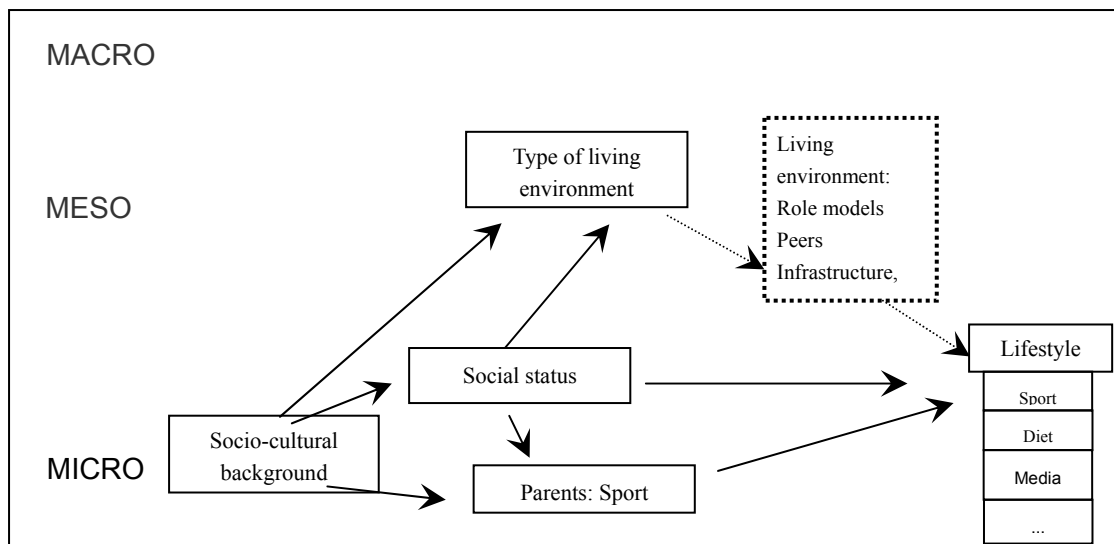 MACRO
Type of living
environment
Living
environment:
Role models
Peers
Infrastructure,
MESO
Lifestyle
Social status
Sport
Socio-cultural
background
Diet
MICRO
Parents: Sport
Media
...